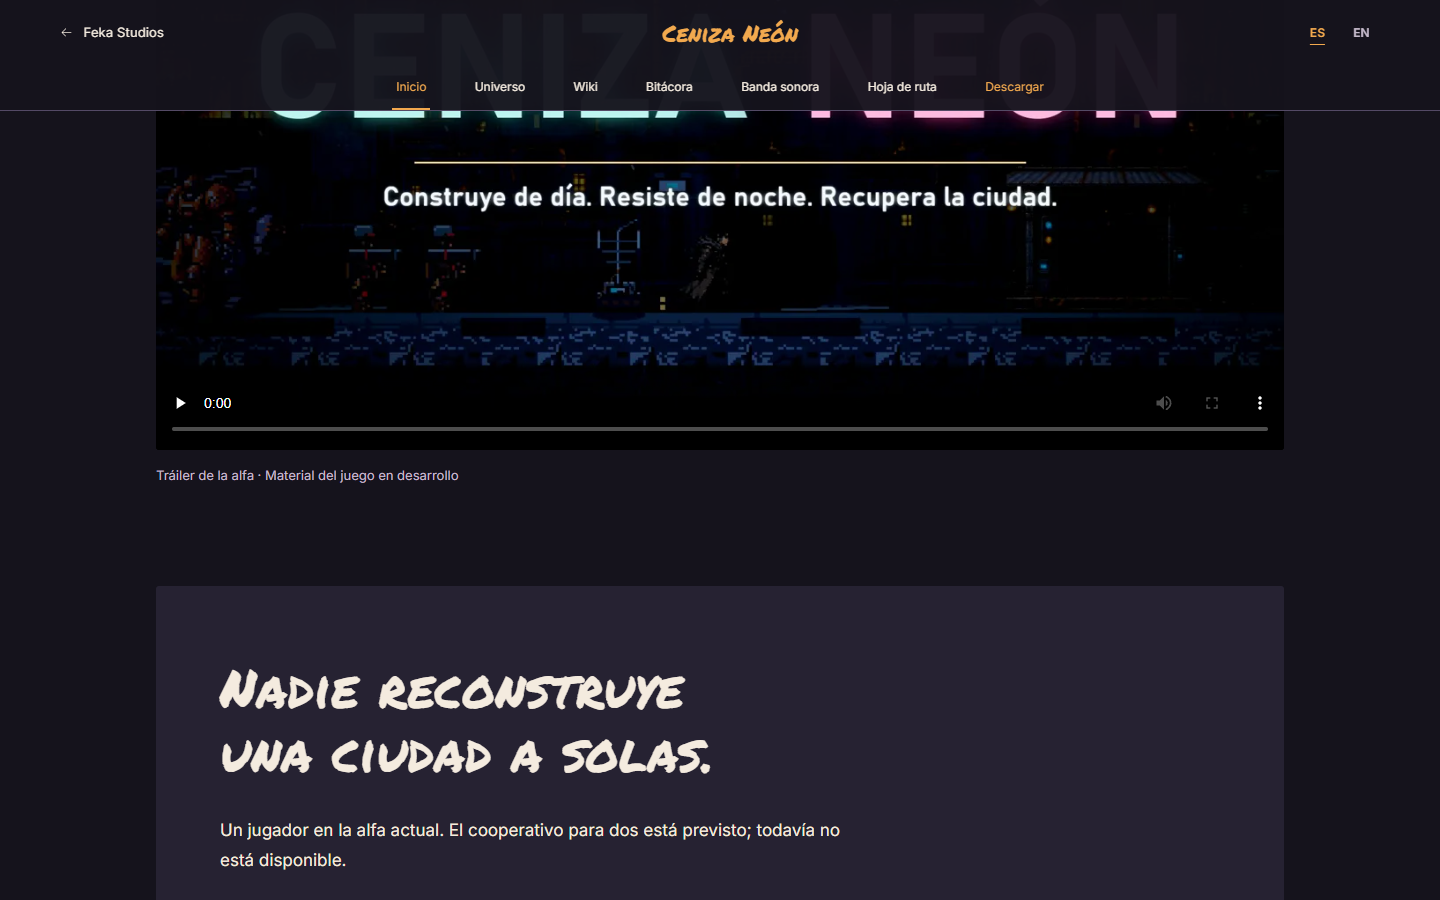 ← Feka Studios
Ceniza Neón
ES EN
Inicio Universo Wiki Bitácora Banda sonora Hoja de ruta Descargar
CENIZA NEÓN
Construye de día. Resiste de noche. Recupera la ciudad.
0:00
Tráiler de la alfa · Material del juego en desarrollo
Nadie reconstruye
una ciudad a solas.
Un jugador en la alfa actual. El cooperativo para dos está previsto; todavía no
está disponible.